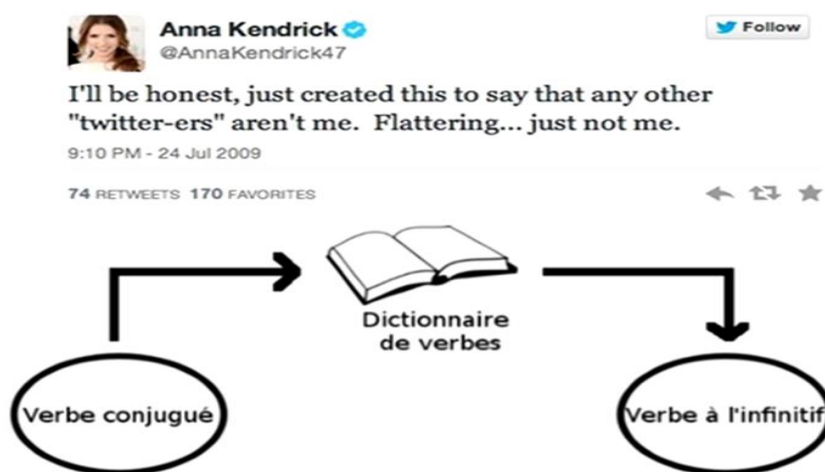 Anna Kendrick
@AnnaKendrick47
Follow
I'll be honest, just created this to say that any other
"twitter-ers" aren't me.  Flattering... just not me.
9:10 PM - 24 Jul 2009
74 RETWEETS 170 FAVORITES
Dictionnaire
de verbes
Verbe conjugué
Verbe à l'infinitif